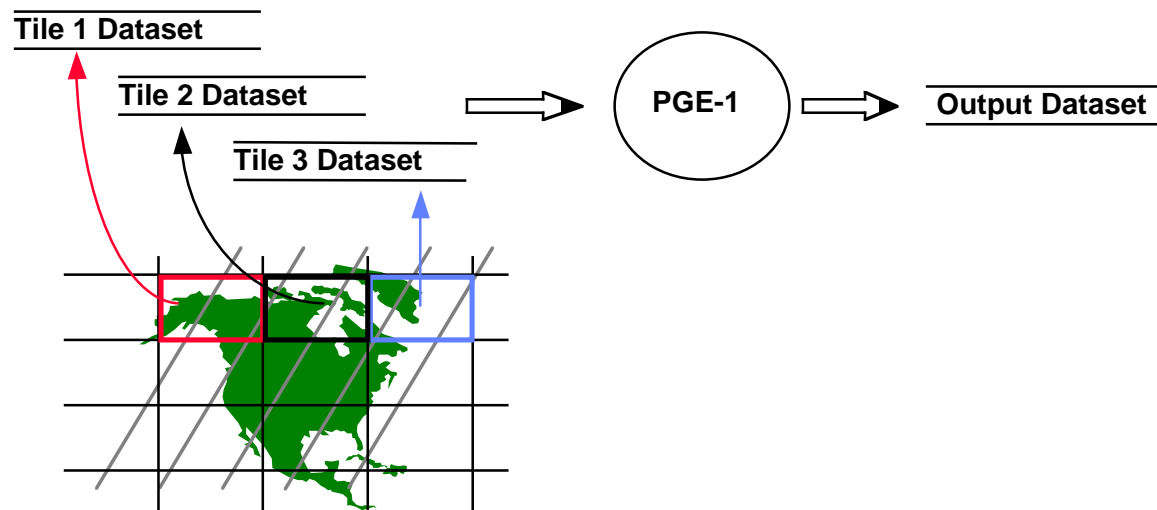 Tile 1 Dataset
Tile 2 Dataset
Tile 3 Dataset
PGE-1
Output Dataset